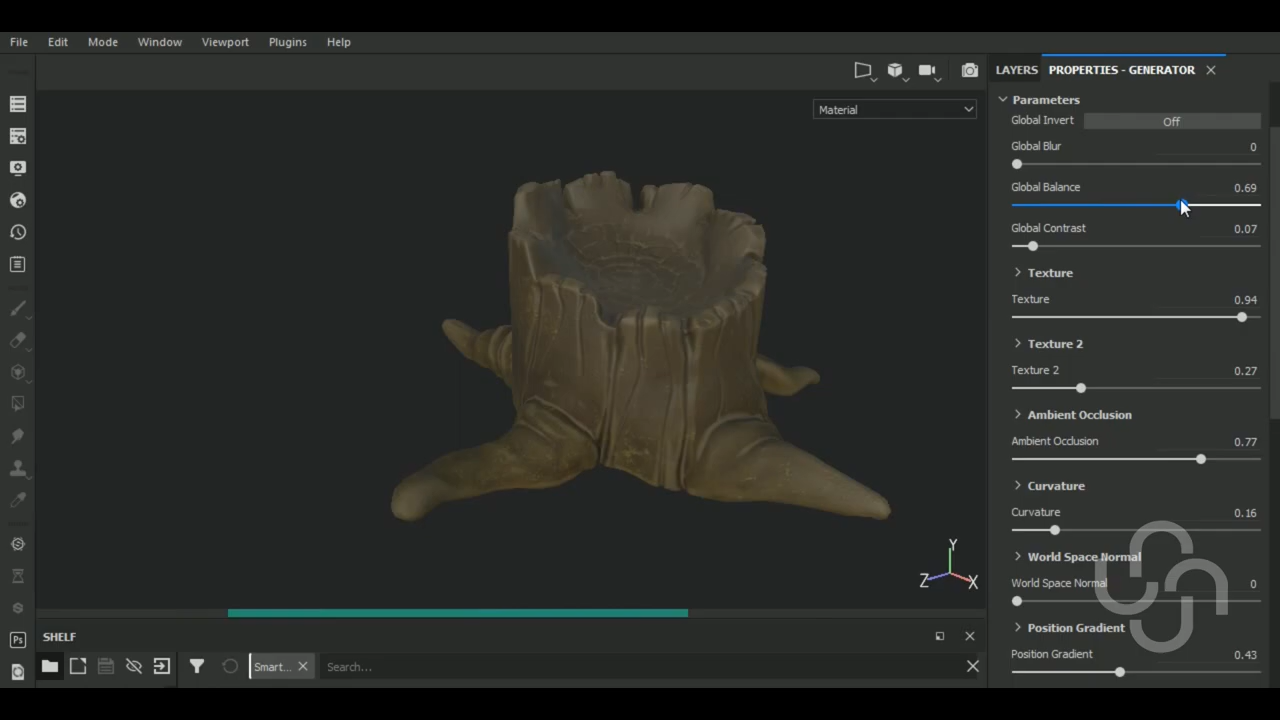 File Edit Mode Window Viewport Plugins Help
LAYERS PROPERTIES - GENERATOR
Material
Parameters
Global Invert Off
Global Blur 0
Global Balance 0.69
Global Contrast 0.07
Texture
Texture 0.94
Texture 2
Texture 2 0.27
Ambient Occlusion
Ambient Occlusion 0.77
Curvature
Curvature 0.16
World Space Normal
World Space Normal 0
Position Gradient
Position Gradient 0.43
Y
Z X
SHELF
Ps
Smart... Search...